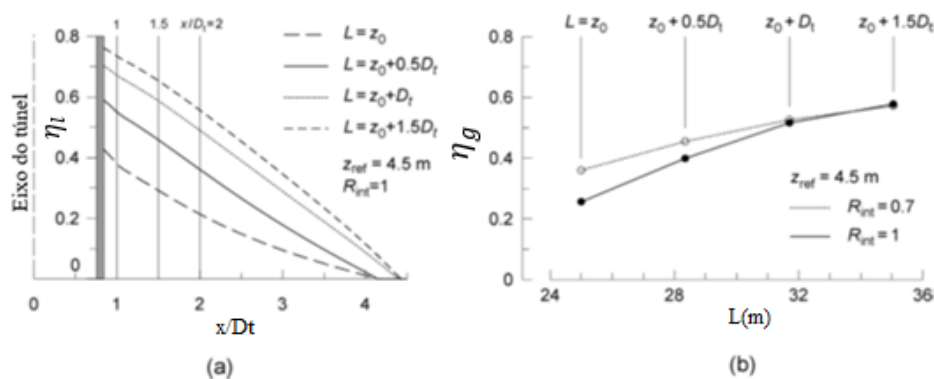 1 1.5 x/Dₜ=2
0.8
0.6
0.4
0.2
0
Eixo do túnel
ηl
L=z₀
L=z₀+0.5Dₜ
L=z₀+Dₜ
L=z₀+1.5Dₜ
zref = 4.5 m
Rint=1
0 1 2 3 4
x/Dt
(a)
L=z₀ z₀+0.5Dₜ z₀+Dₜ z₀+1.5Dₜ
0.8
0.6
0.4
0.2
0
ηg
zref = 4.5 m
Rint=0.7
Rint=1
24 28 32 36
L(m)
(b)